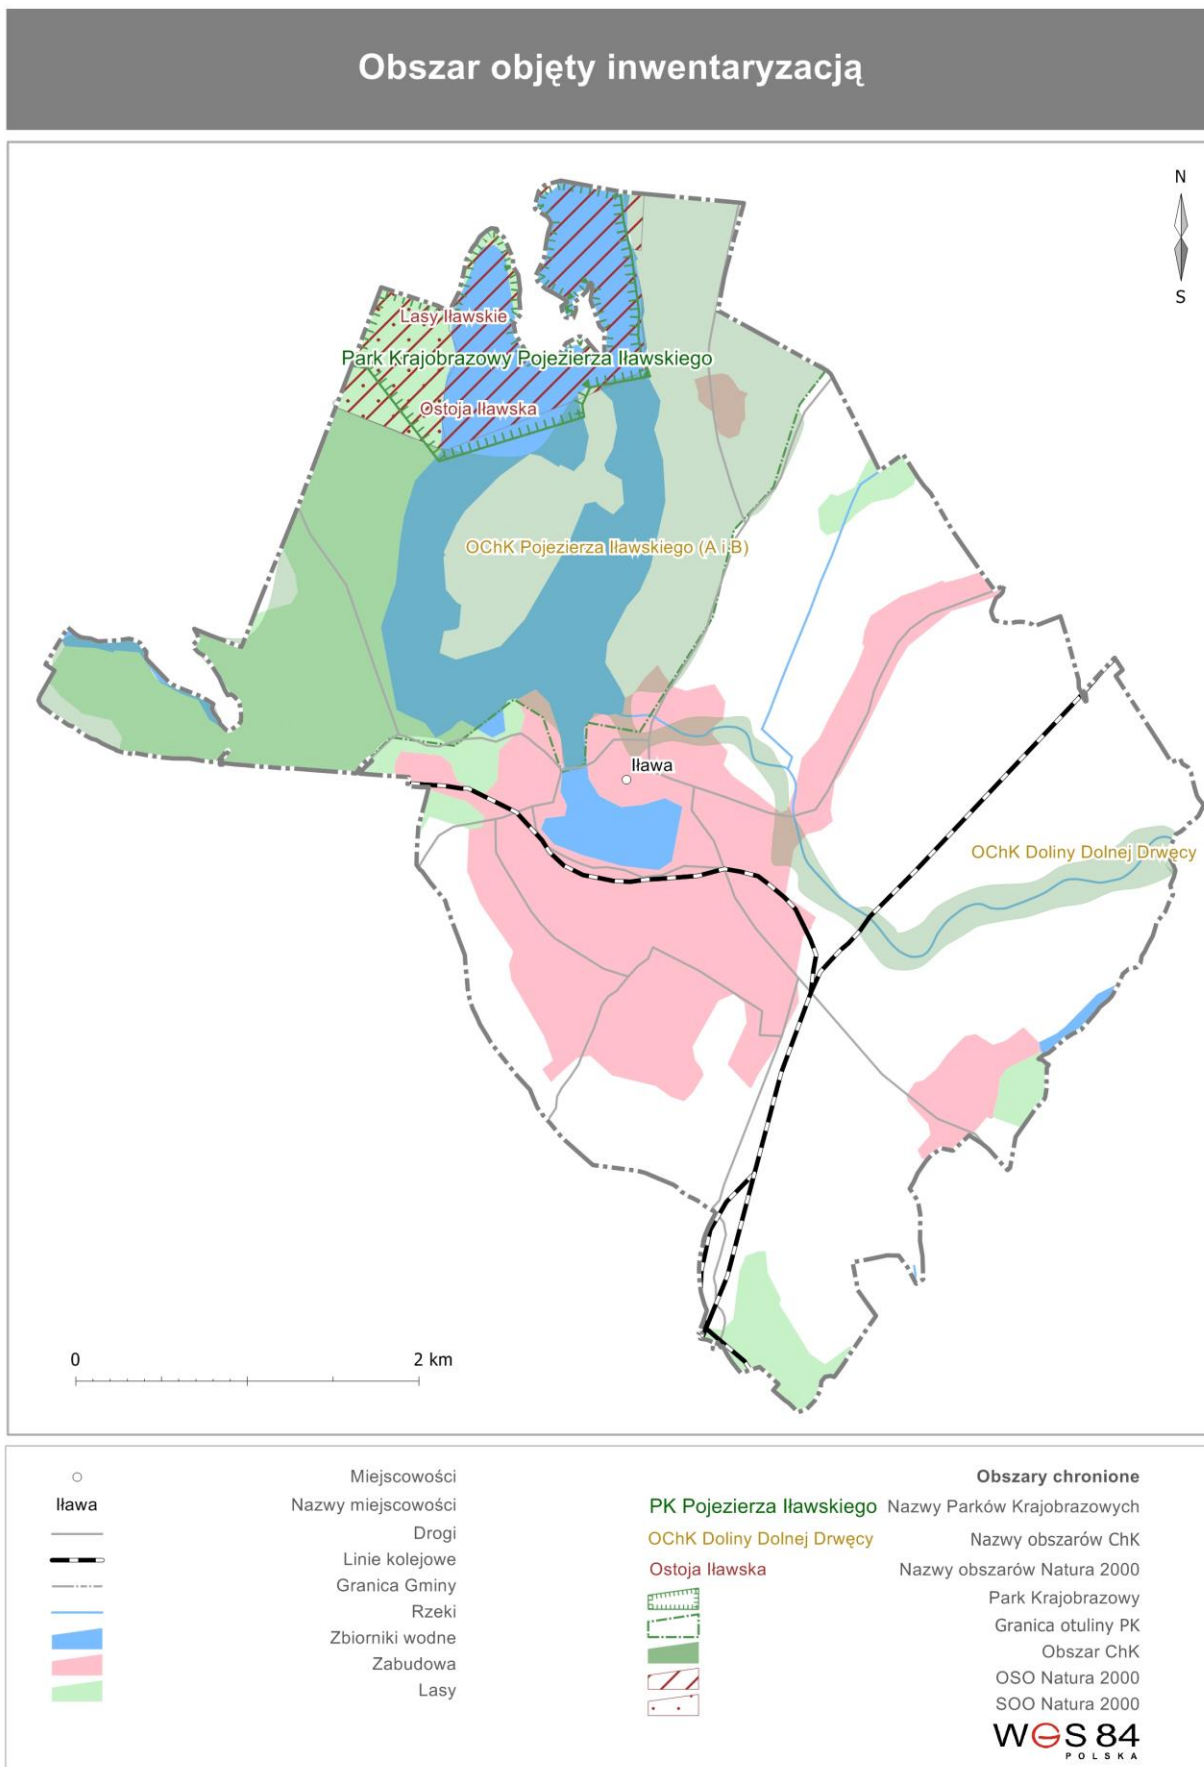 Obszar objęty inwentaryzacją
N
S
Lasy Iławskie
Park Krajobrazowy Pojezierza Iławskiego
Ostoja Iławska
OChK Pojezierza Iławskiego (A i B)
Iława
OChK Doliny Dolnej Drwęcy
0 2 km
Miejscowości
Iława Nazwy miejscowości
Drogi
Linie kolejowe
Granica Gminy
Rzeki
Zbiorniki wodne
Zabudowa
Lasy
Obszary chronione
PK Pojezierza Iławskiego Nazwy Parków Krajobrazowych
OChK Doliny Dolnej Drwęcy Nazwy obszarów ChK
Ostoja Iławska Nazwy obszarów Natura 2000
Park Krajobrazowy
Granica otuliny PK
Obszar ChK
OSO Natura 2000
SOO Natura 2000
WGS 84
POLSKA